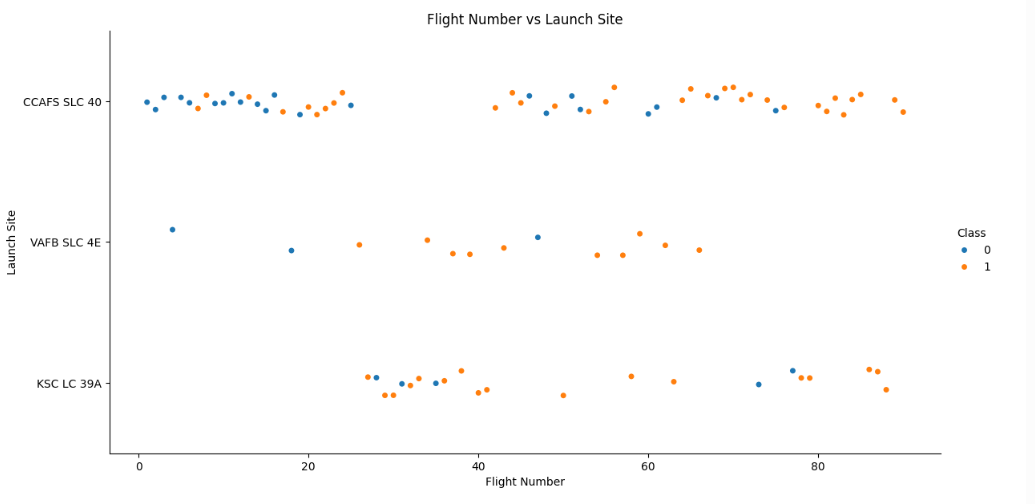 Flight Number vs Launch Site
CCAFS SLC 40
VAFB SLC 4E
KSC LC 39A
Launch Site
0
20
40
60
80
Flight Number
Class
0
1